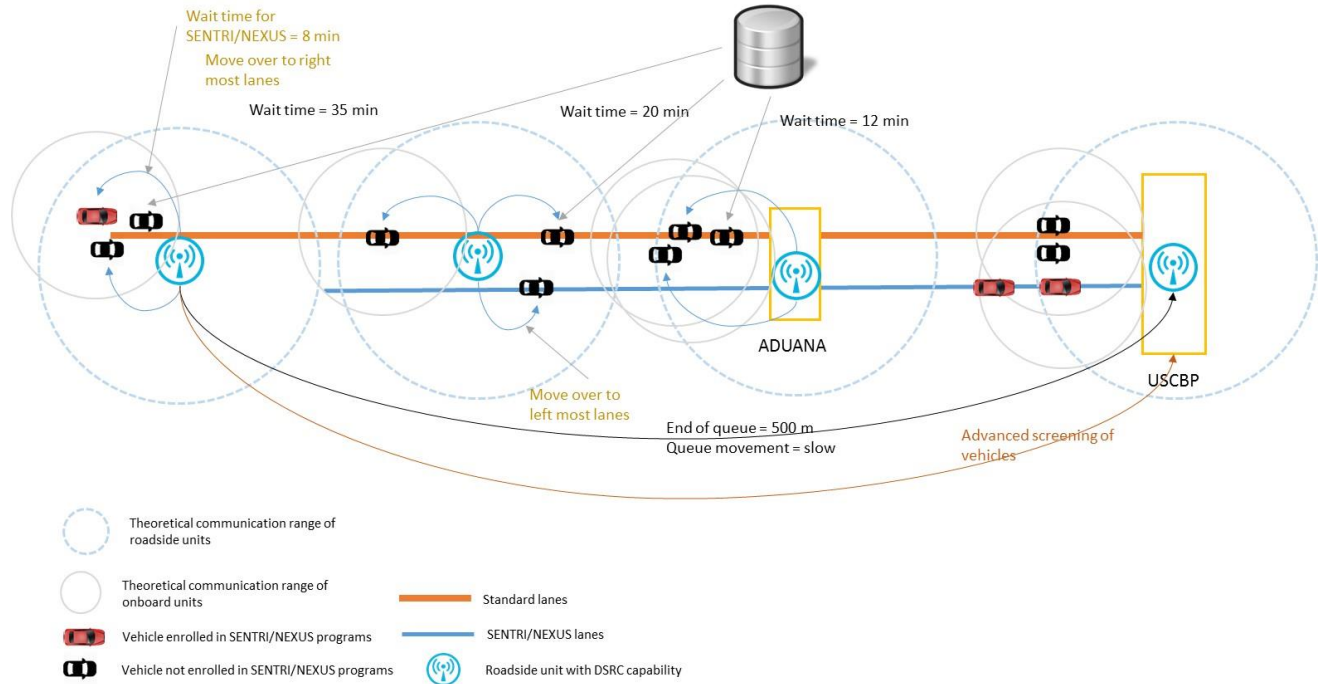 Wait time for
SENTRI/NEXUS = 8 min
Move over to right
most lanes
Wait time = 35 min
Wait time = 20 min
Wait time = 12 min
ADUANA
USCBP
Move over to
left most lanes
End of queue = 500 m
Queue movement = slow
Advanced screening of
vehicles
Theoretical communication range of
roadside units
Theoretical communication range of
onboard units
Standard lanes
Vehicle enrolled in SENTRI/NEXUS programs
SENTRI/NEXUS lanes
Vehicle not enrolled in SENTRI/NEXUS programs
Roadside unit with DSRC capability